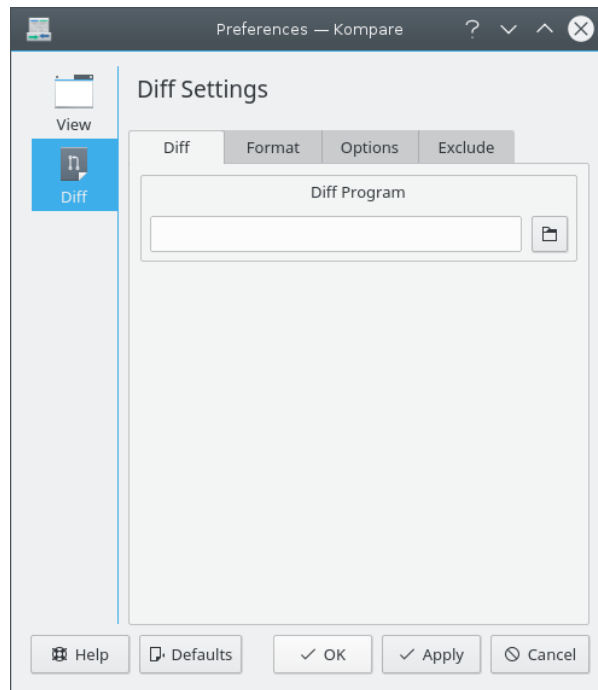 Preferences — Kompare
View
Diff
Diff Settings
Diff Format Options Exclude
Diff Program
Help Defaults OK Apply Cancel